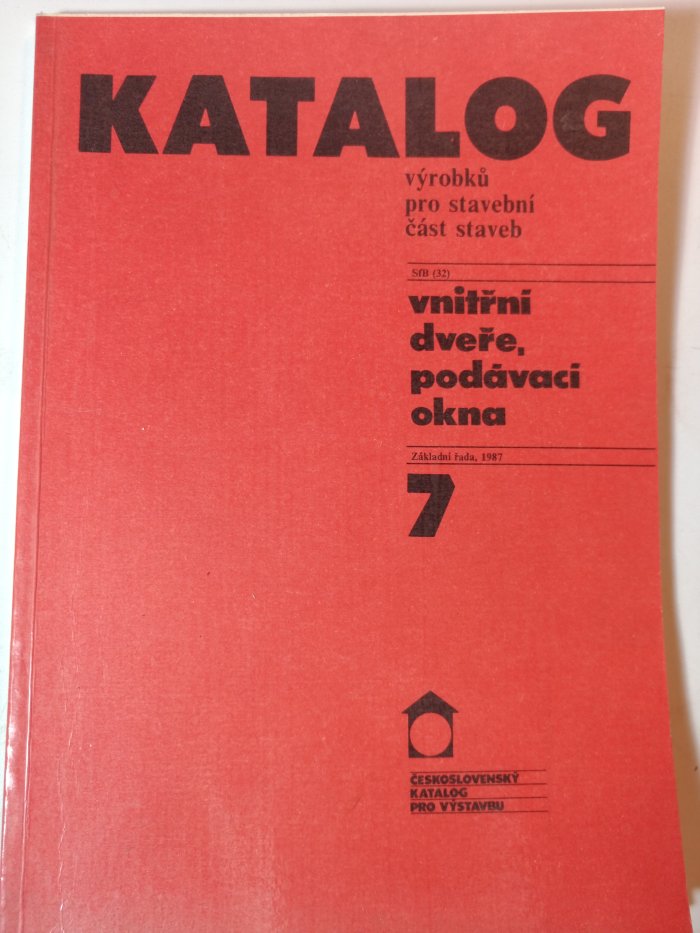 KATALOG
výrobků
pro stavební
část staveb
SfB (32)
vnitřní
dveře,
podávací
okna
Základní řada, 1987
7
ČESKOSLOVENSKÝ
KATALOG
PRO VÝSTAVBU